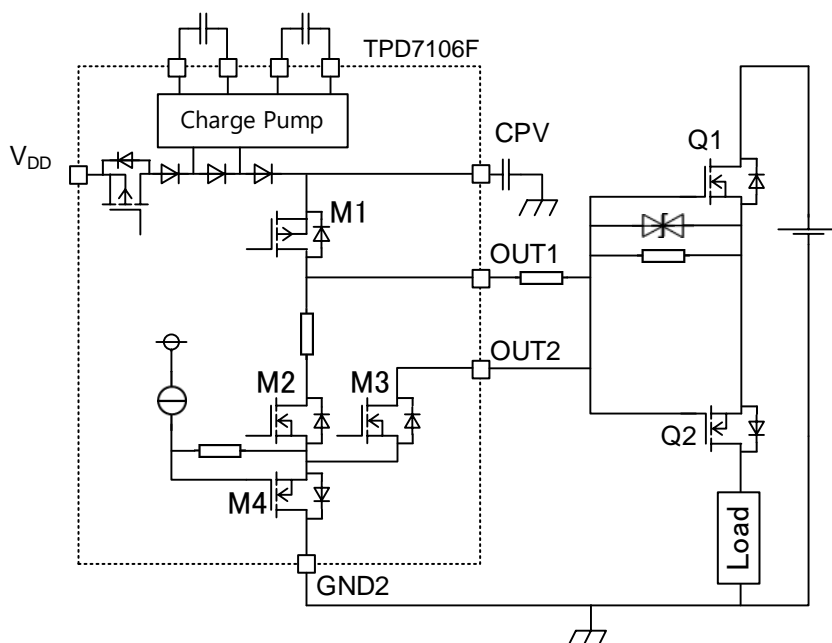 TPD7106F
Charge Pump
CPV
Q1
VDD
M1
OUT1
OUT2
M2
M3
Q2
M4
Load
GND2